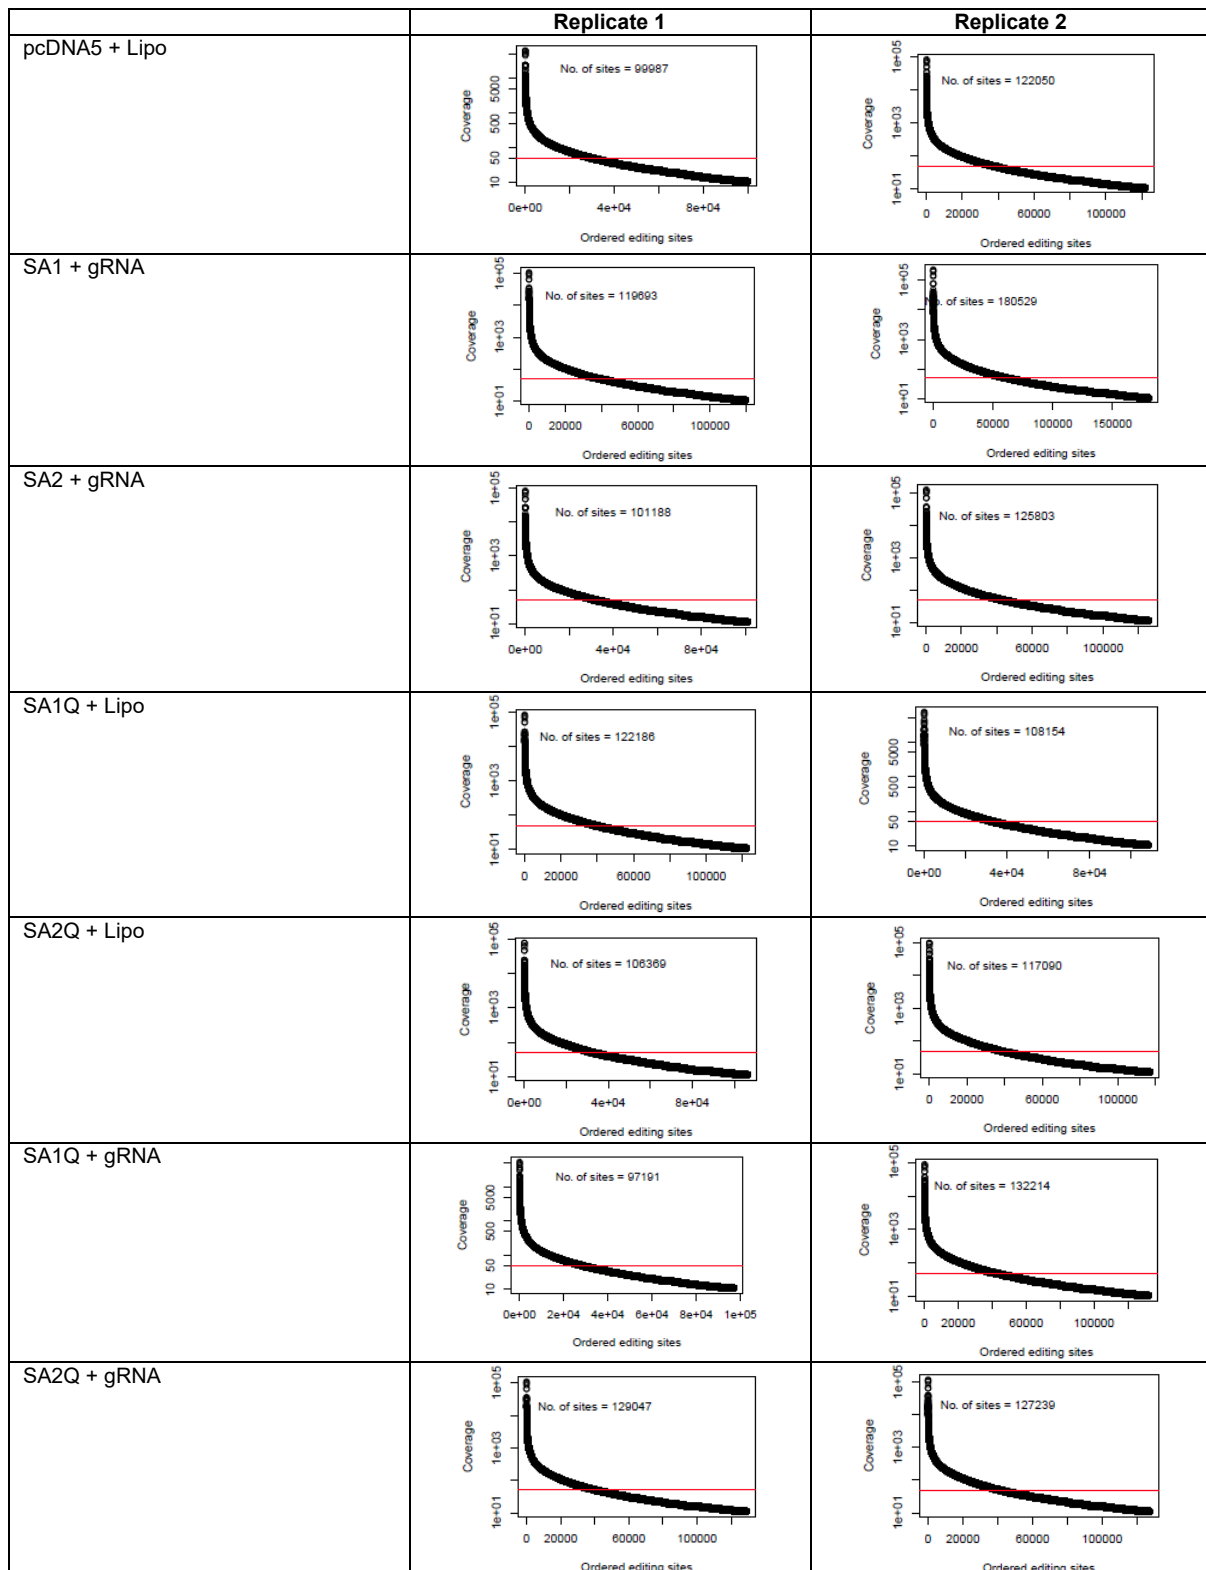 Replicate 1
Replicate 2
pcDNA5 + Lipo
No. of sites = 99987
Coverage
5000
500
50
10
0e+00
4e+04
8e+04
Ordered editing sites
No. of sites = 122050
Coverage
1e+05
1e+03
1e+01
0
20000
60000
100000
Ordered editing sites
SA1 + gRNA
No. of sites = 119693
Coverage
1e+05
1e+03
1e+01
0
20000
60000
100000
Ordered editing sites
No. of sites = 180529
Coverage
1e+05
1e+03
1e+01
0
50000
100000
150000
Ordered editing sites
SA2 + gRNA
No. of sites = 101188
Coverage
1e+05
1e+03
1e+01
0e+00
4e+04
8e+04
Ordered editing sites
No. of sites = 125803
Coverage
1e+05
1e+03
1e+01
0
20000
60000
100000
Ordered editing sites
SA1Q + Lipo
No. of sites = 122186
Coverage
1e+05
1e+03
1e+01
0
20000
60000
100000
Ordered editing sites
No. of sites = 108154
Coverage
5000
500
50
10
0e+00
4e+04
8e+04
Ordered editing sites
SA2Q + Lipo
No. of sites = 106369
Coverage
1e+05
1e+03
1e+01
0e+00
4e+04
8e+04
Ordered editing sites
No. of sites = 117090
Coverage
1e+05
1e+03
1e+01
0
20000
60000
100000
Ordered editing sites
SA1Q + gRNA
No. of sites = 97191
Coverage
5000
500
50
10
0e+00
2e+04
4e+04
6e+04
8e+04
1e+05
Ordered editing sites
No. of sites = 132214
Coverage
1e+05
1e+03
1e+01
0
20000
60000
100000
Ordered editing sites
SA2Q + gRNA
No. of sites = 129047
Coverage
1e+05
1e+03
1e+01
0
20000
60000
100000
Ordered editing sites
No. of sites = 127239
Coverage
1e+05
1e+03
1e+01
0
20000
60000
100000
Ordered editing sites